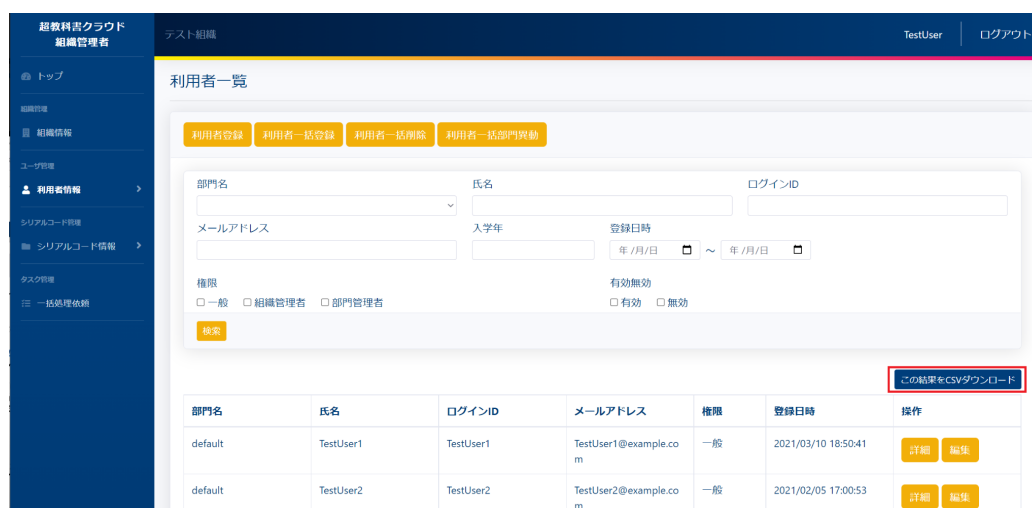 超教科書クラウド
組織管理者
テスト組織
TestUser
ログアウト
トップ
組織管理
組織情報
ユーザ管理
利用者情報
シリアルコード管理
シリアルコード情報
タスク管理
一括処理依頼
利用者一覧
利用者登録 利用者一括登録 利用者一括削除 利用者一括部門異動
部門名 氏名 ログインID
メールアドレス 入学年 登録日時
年 /月/日 ～ 年 /月/日
権限 有効無効
一般 組織管理者 部門管理者 有効 無効
検索
この結果をCSVダウンロード
部門名 氏名 ログインID メールアドレス 権限 登録日時 操作
default TestUser1 TestUser1 TestUser1@example.co 一般 2021/03/10 18:50:41 詳細 編集
m
default TestUser2 TestUser2 TestUser2@example.co 一般 2021/02/05 17:00:53 詳細 編集
m